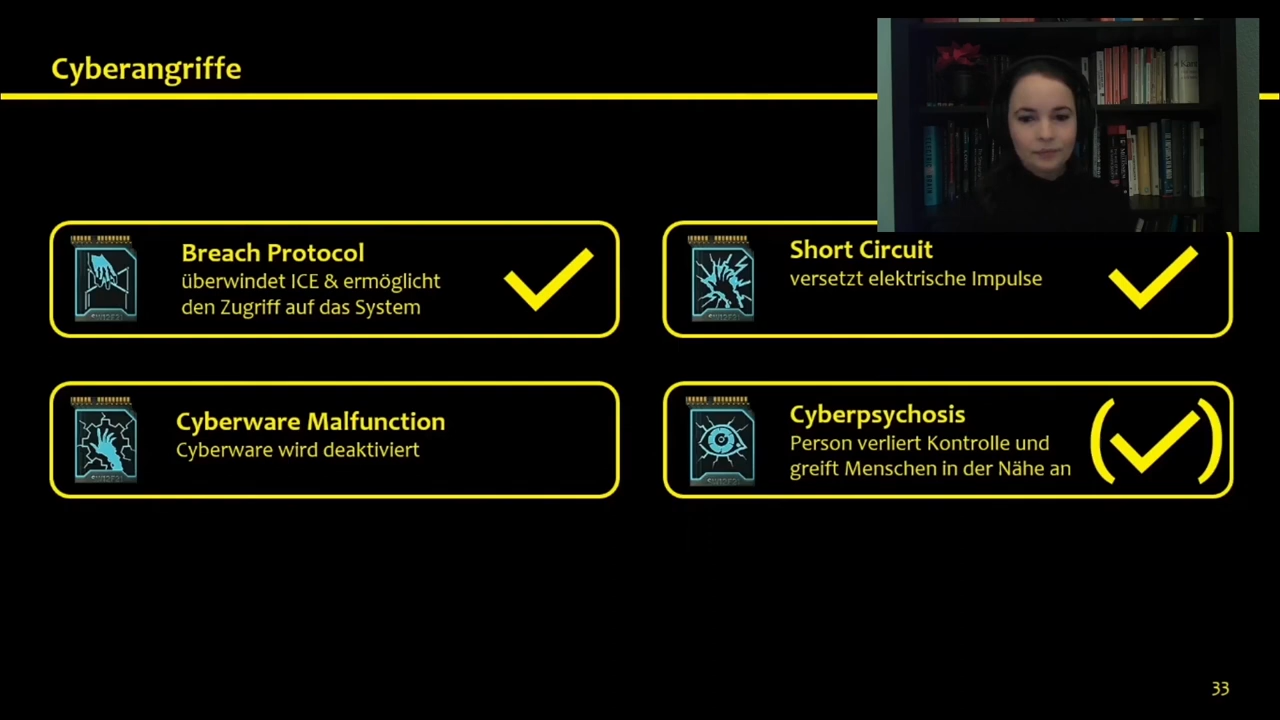 Cyberangriffe
Breach Protocol
überwindet ICE & ermöglicht
den Zugriff auf das System
Short Circuit
versetzt elektrische Impulse
Cyberware Malfunction
Cyberware wird deaktiviert
Cyberpsychosis
Person verliert Kontrolle und
greift Menschen in der Nähe an
33